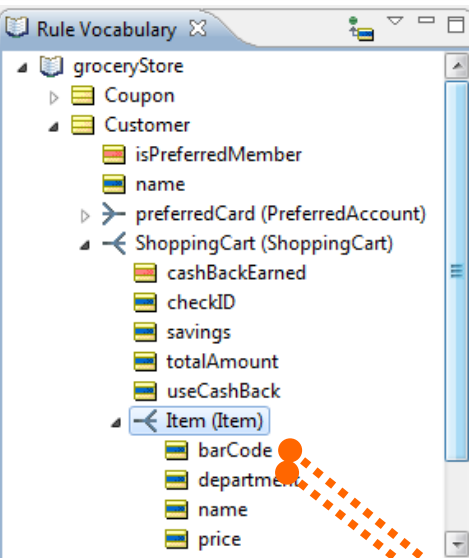 Rule Vocabulary
groceryStore
Coupon
Customer
isPreferredMember
name
preferredCard (PreferredAccount)
ShoppingCart (ShoppingCart)
cashBackEarned
checkID
savings
totalAmount
useCashBack
Item (Item)
barCode
department
name
price